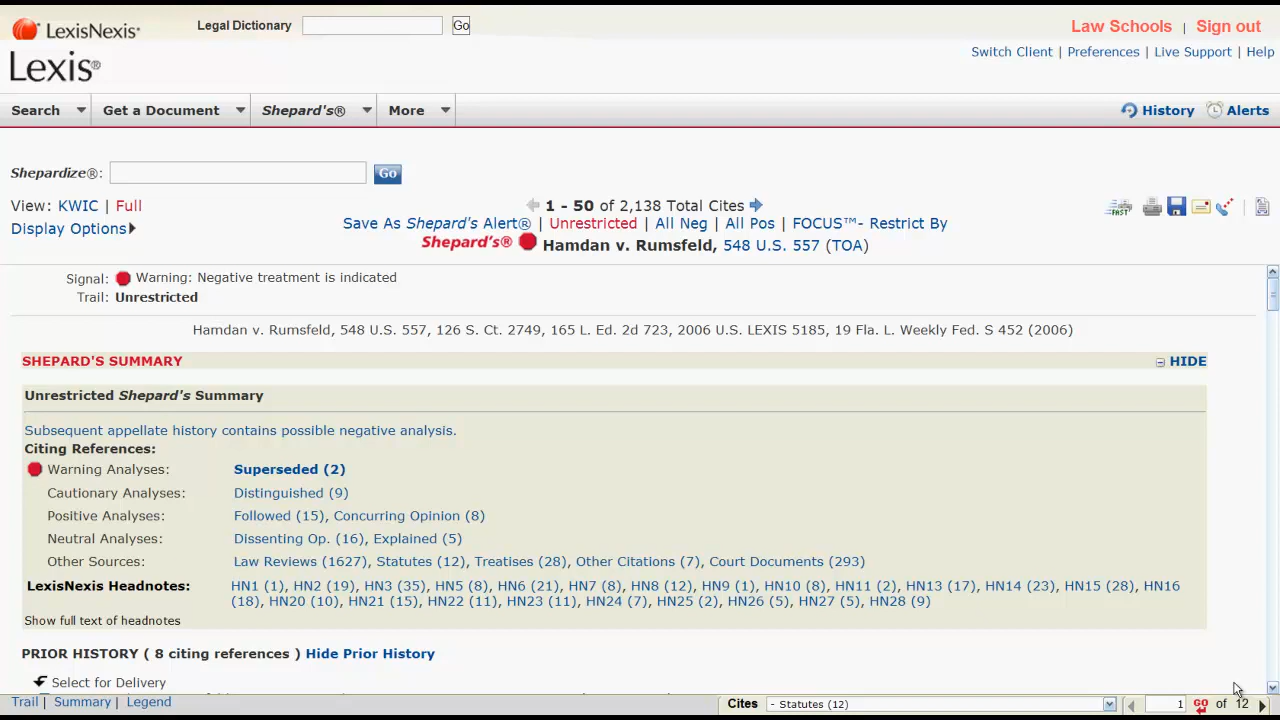 LexisNexis®
Legal Dictionary
Go
Law Schools | Sign out
Lexis®
Switch Client | Preferences | Live Support | Help
Search
Get a Document
Shepard's®
More
History
Alerts
Shepardize®:
Go
View: KWIC | Full
1 - 50 of 2,138 Total Cites
FAST
Display Options
Save As Shepard's Alert® | Unrestricted | All Neg | All Pos | FOCUS™- Restrict By
Shepard's® Hamdan v. Rumsfeld, 548 U.S. 557 (TOA)
Signal: Warning: Negative treatment is indicated
Trail: Unrestricted
Hamdan v. Rumsfeld, 548 U.S. 557, 126 S. Ct. 2749, 165 L. Ed. 2d 723, 2006 U.S. LEXIS 5185, 19 Fla. L. Weekly Fed. S 452 (2006)
SHEPARD'S SUMMARY
HIDE
Unrestricted Shepard's Summary
Subsequent appellate history contains possible negative analysis.
Citing References:
Warning Analyses: Superseded (2)
Cautionary Analyses: Distinguished (9)
Positive Analyses: Followed (15), Concurring Opinion (8)
Neutral Analyses: Dissenting Op. (16), Explained (5)
Other Sources: Law Reviews (1627), Statutes (12), Treatises (28), Other Citations (7), Court Documents (293)
LexisNexis Headnotes: HN1 (1), HN2 (19), HN3 (35), HN5 (8), HN6 (21), HN7 (8), HN8 (12), HN9 (1), HN10 (8), HN11 (2), HN13 (17), HN14 (23), HN15 (28), HN16
(18), HN20 (10), HN21 (15), HN22 (11), HN23 (11), HN24 (7), HN25 (2), HN26 (5), HN27 (5), HN28 (9)
Show full text of headnotes
PRIOR HISTORY ( 8 citing references ) Hide Prior History
Select for Delivery
Trail | Summary | Legend
Cites - Statutes (12)
1 GO of 12